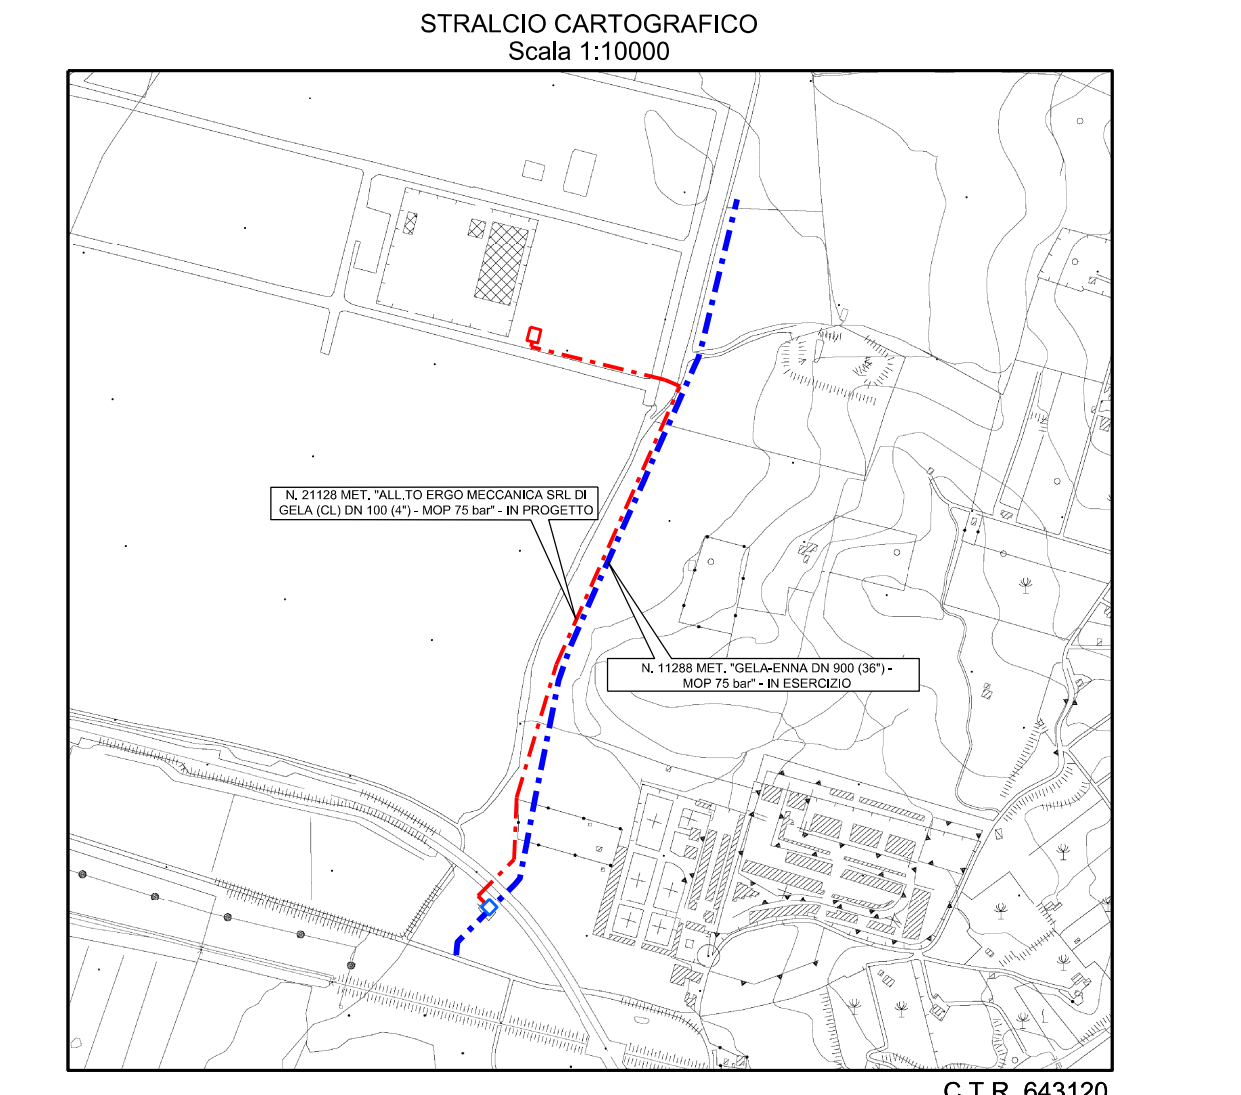 STRALCIO CARTOGRAFICO
Scala 1:10000
N. 21128 MET. "ALL.TO ERGO MECCANICA SRL DI
GELA (CL) DN 100 (4") - MOP 75 bar" - IN PROGETTO
N. 11288 MET. "GELA-ENNA DN 900 (36") -
MOP 75 bar" - IN ESERCIZIO
C.T.R. 643120